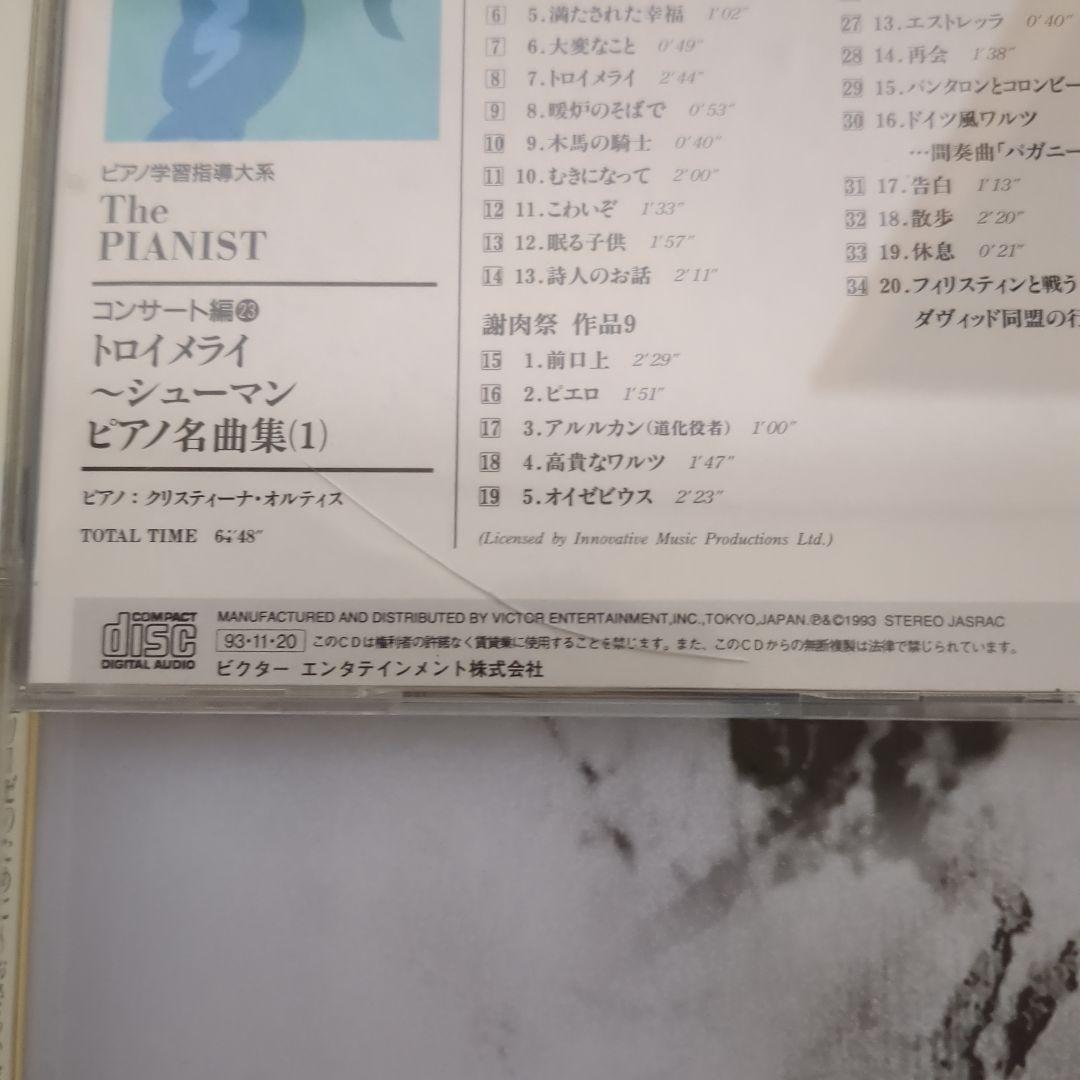 ピアノ学習指導大系
The
PIANIST
コンサート編㉓
トロイメライ
～シューマン
ピアノ名曲集(1)
ピアノ：クリスティーナ・オルティス
TOTAL TIME 64'48"
6 5.満たされた幸福 1'02"
7 6.大変なこと 0'49"
8 7.トロイメライ 2'44"
9 8.暖炉のそばで 0'53"
10 9.木馬の騎士 0'40"
11 10.むきになって 2'00"
12 11.こわいぞ 1'33"
13 12.眠る子供 1'57"
14 13.詩人のお話 2'11"
謝肉祭 作品9
15 1.前口上 2'29"
16 2.ピエロ 1'51"
17 3.アルルカン(道化役者) 1'00"
18 4.高貴なワルツ 1'47"
19 5.オイゼビウス 2'23"
(Licensed by Innovative Music Productions Ltd.)
27 13.エストレッラ 0'40"
28 14.再会 1'38"
29 15.パンタロンとコロンビー
30 16.ドイツ風ワルツ
…間奏曲「パガニー
31 17.告白 1'13"
32 18.散歩 2'20"
33 19.休息 0'21"
34 20.フィリスティンと戦う
ダヴィッド同盟の行
COMPACT
disc
DIGITAL AUDIO
MANUFACTURED AND DISTRIBUTED BY VICTOR ENTERTAINMENT,INC.,TOKYO,JAPAN.℗&©1993 STEREO JASRAC
93・11・20 このCDは権利者の許諾なく賃貸業に使用することを禁じます。また、このCDからの無断複製は法律で禁じられています。
ビクター エンタテインメント株式会社